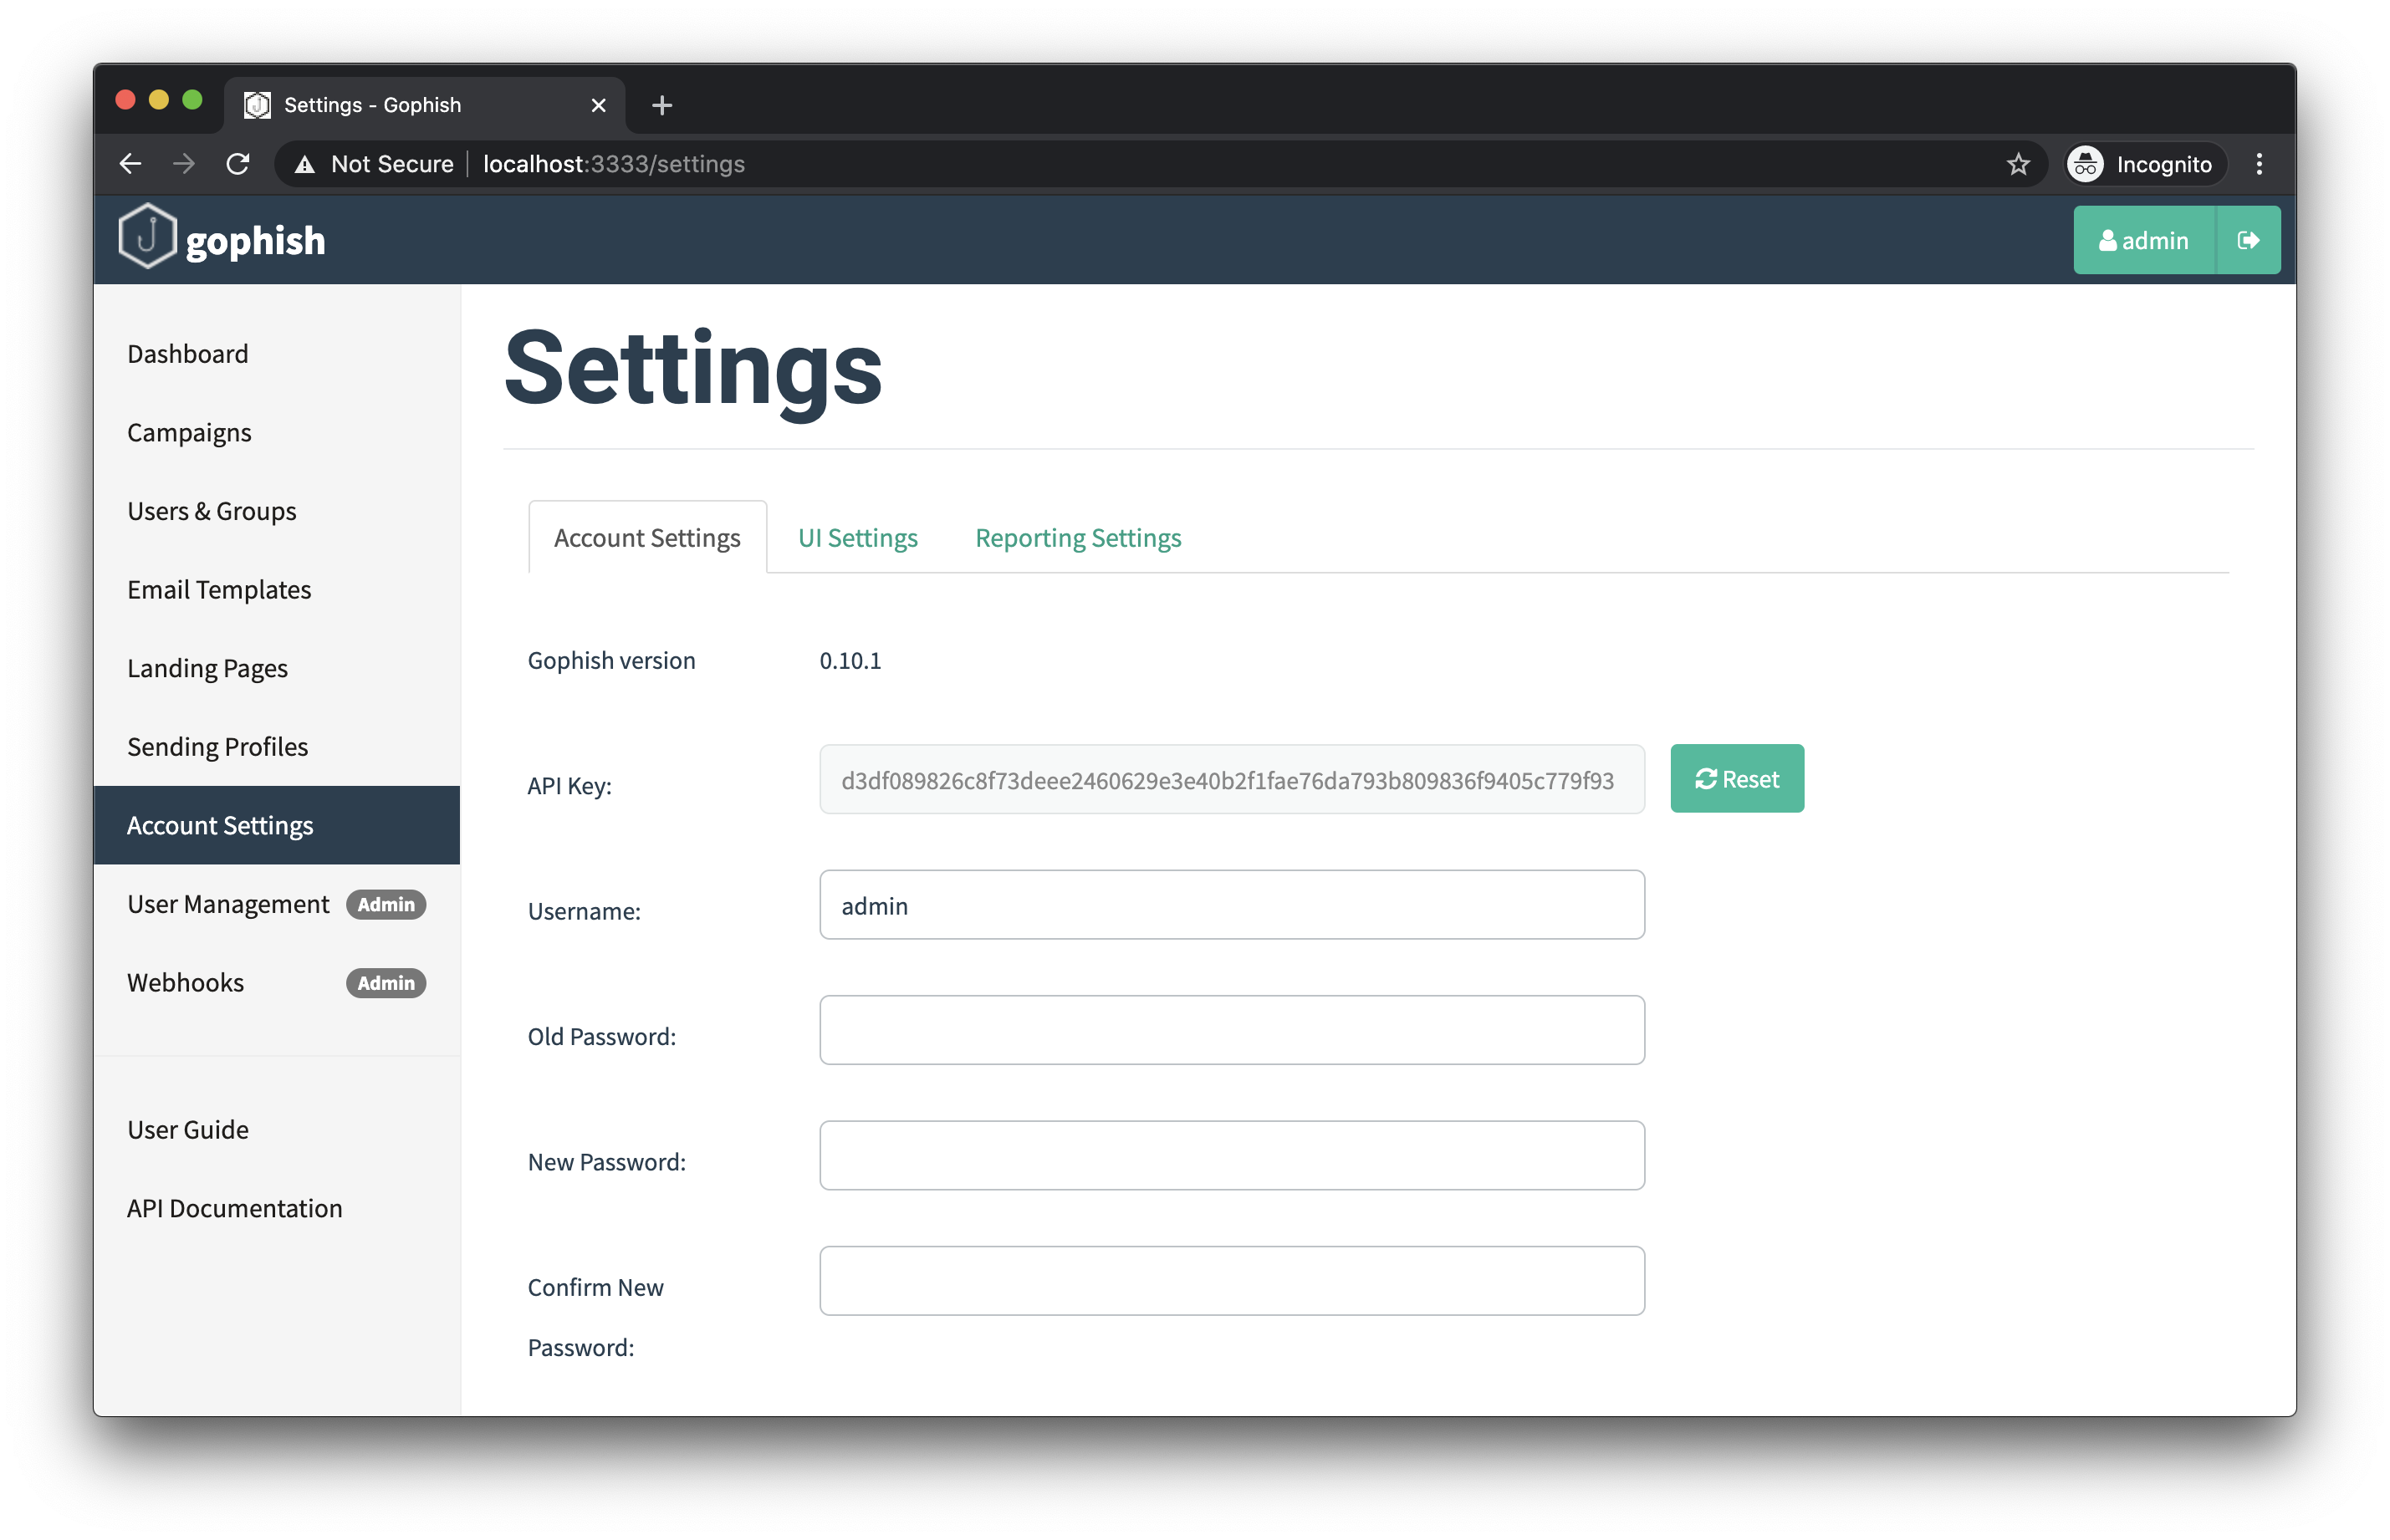 Settings - Gophish
Not Secure localhost:3333/settings
Incognito
gophish
admin
Dashboard
Campaigns
Users & Groups
Email Templates
Landing Pages
Sending Profiles
Account Settings
User Management Admin
Webhooks Admin
User Guide
API Documentation
Settings
Account Settings UI Settings Reporting Settings
Gophish version 0.10.1
API Key: d3df089826c8f73deee2460629e3e40b2f1fae76da793b809836f9405c779f93 Reset
Username: admin
Old Password:
New Password:
Confirm New
Password: